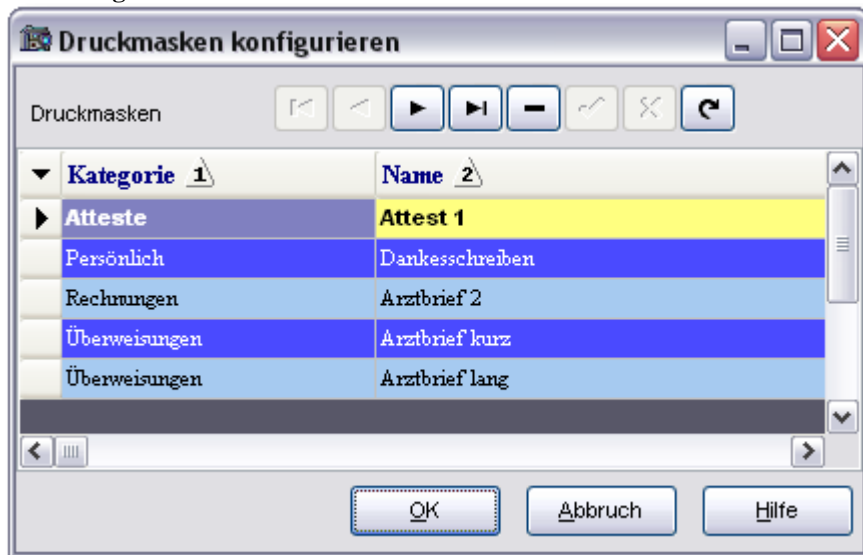 Druckmasken konfigurieren
Druckmasken
Kategorie 1 Name 2
Atteste Attest 1
Persönlich Dankesschreiben
Rechnungen Arztbrief 2
Überweisungen Arztbrief kurz
Überweisungen Arztbrief lang
OK Abbruch Hilfe